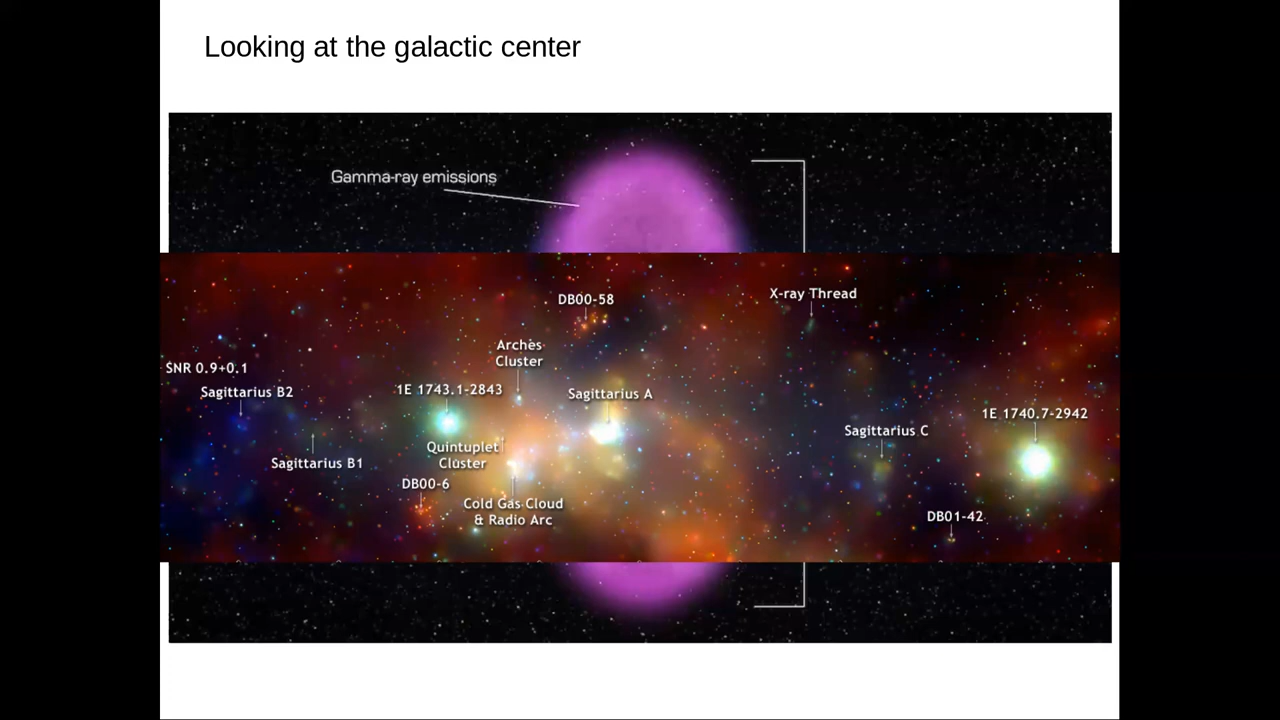 Looking at the galactic center
Gamma-ray emissions
DB00-58
X-ray Thread
Arches
Cluster
SNR 0.9+0.1
Sagittarius B2
1E 1743.1-2843
Sagittarius A
1E 1740.7-2942
Sagittarius C
Quintuplet
Cluster
Sagittarius B1
DB00-6
Cold Gas Cloud
& Radio Arc
DB01-42